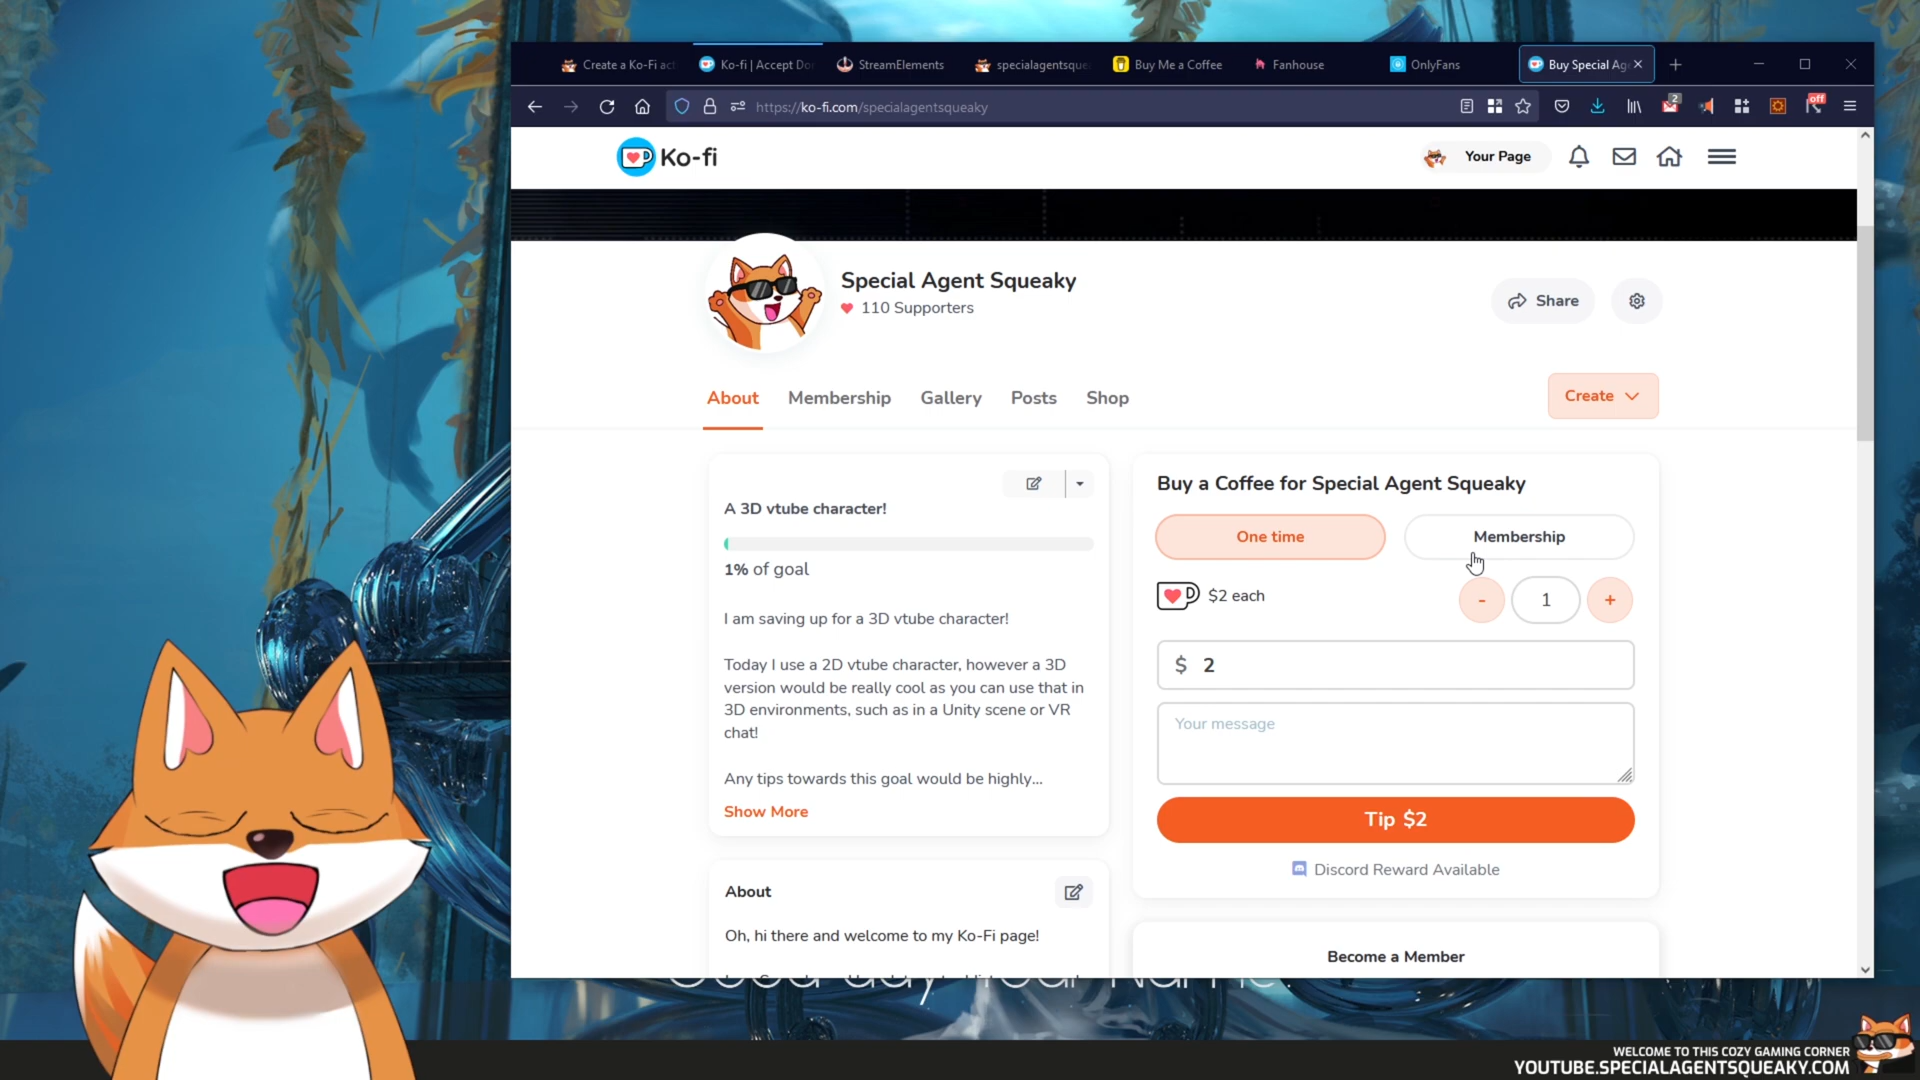 Create a Ko-Fi ac
Ko-fi | Accept Do
StreamElements
specialagentsque
Buy Me a Coffee
Fanhouse
OnlyFans
Buy Special Ag
https://ko-fi.com/specialagentsqueaky
2
off
Ko-fi
Your Page
Special Agent Squeaky
110 Supporters
Share
About
Membership
Gallery
Posts
Shop
Create
A 3D vtube character!
1% of goal
I am saving up for a 3D vtube character!
Today I use a 2D vtube character, however a 3D
version would be really cool as you can use that in
3D environments, such as in a Unity scene or VR
chat!
Any tips towards this goal would be highly...
Show More
About
Oh, hi there and welcome to my Ko-Fi page!
Buy a Coffee for Special Agent Squeaky
One time
Membership
$2 each
-
1
+
$ 2
Your message
Tip $2
Discord Reward Available
Become a Member
WELCOME TO THIS COZY GAMING CORNER
YOUTUBE.SPECIALAGENTSQUEAKY.COM